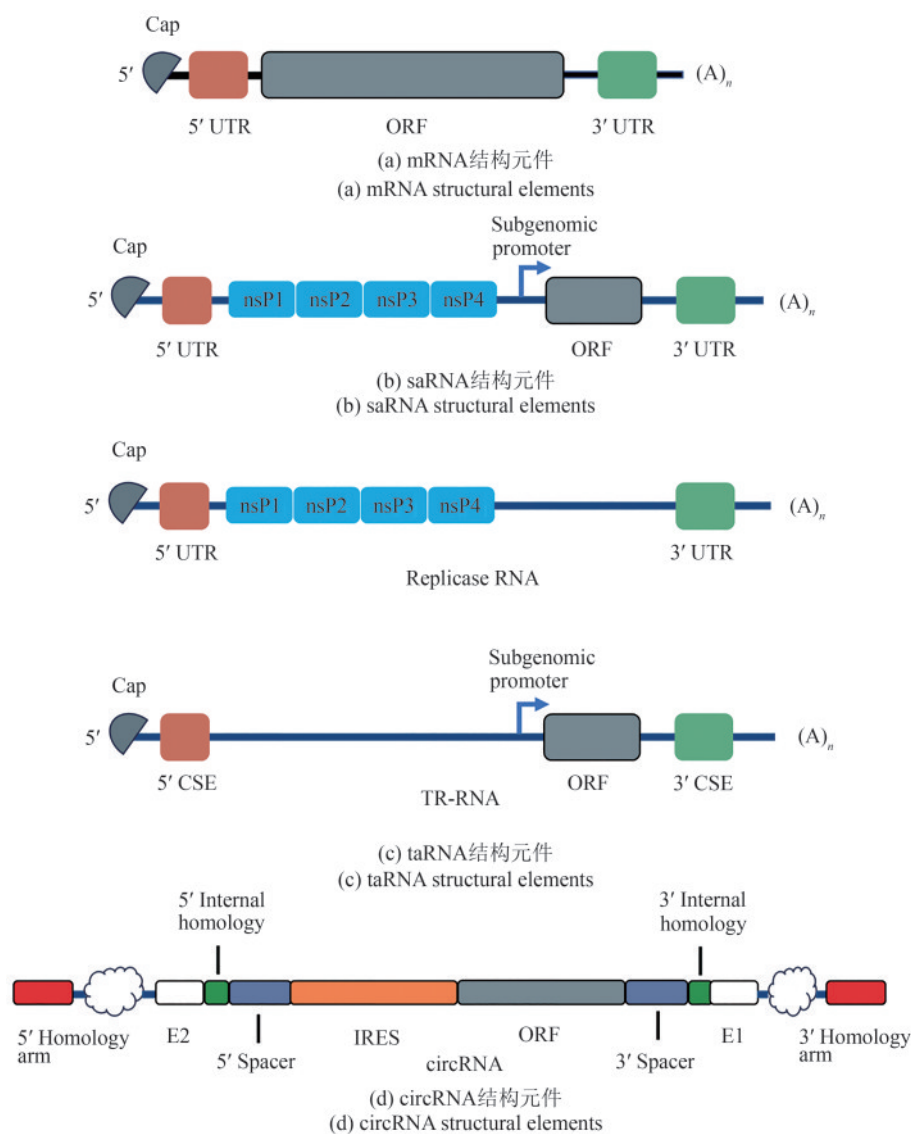 Cap
5′
(A)n
5′ UTR
ORF
3′ UTR
(a) mRNA结构元件
(a) mRNA structural elements
Subgenomic
promoter
Cap
5′
nsP1
nsP2
nsP3
nsP4
(A)n
5′ UTR
ORF
3′ UTR
(b) saRNA结构元件
(b) saRNA structural elements
Cap
5′
nsP1
nsP2
nsP3
nsP4
(A)n
5′ UTR
3′ UTR
Replicase RNA
Subgenomic
promoter
Cap
5′
(A)n
5′ CSE
ORF
3′ CSE
TR-RNA
(c) taRNA结构元件
(c) taRNA structural elements
5′ Internal
homology
3′ Internal
homology
5′ Homology
arm
E2
5′ Spacer
IRES
ORF
3′ Spacer
E1
3′ Homology
arm
circRNA
(d) circRNA结构元件
(d) circRNA structural elements